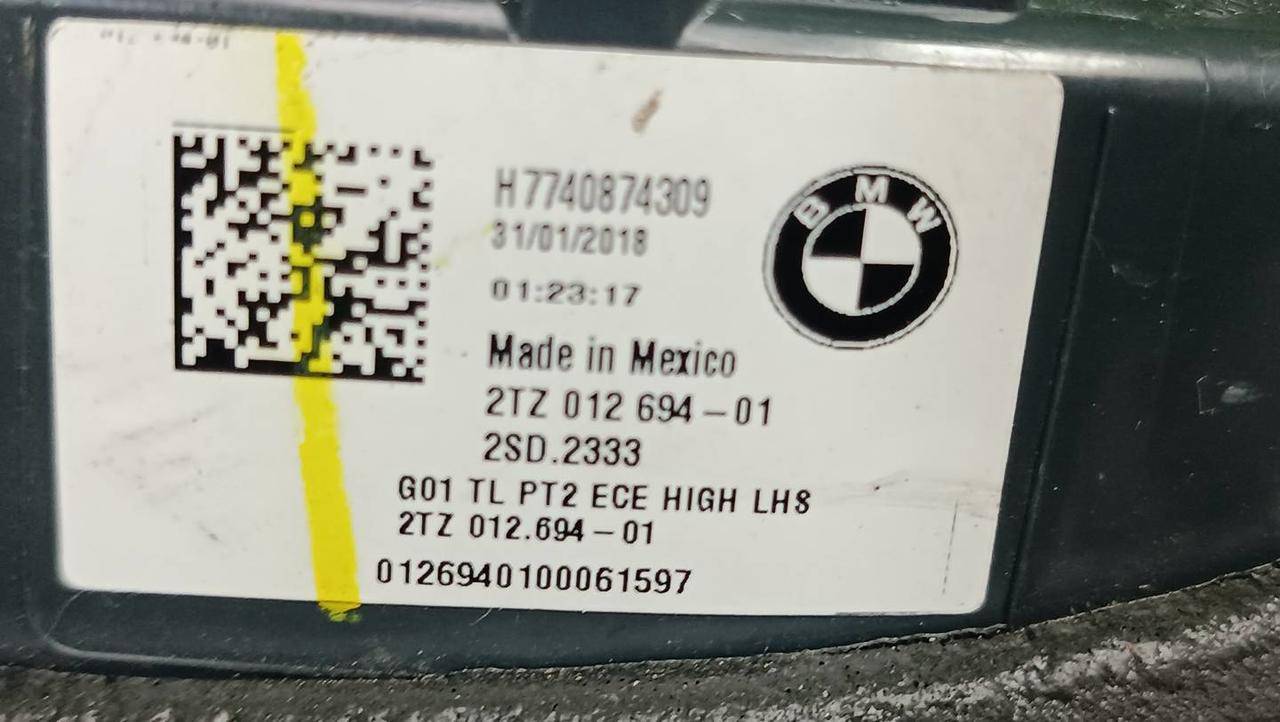 H7740874309
31/01/2018
01:23:17
BMW
Made in Mexico
2TZ 012 694-01
2SD.2333
G01 TL PT2 ECE HIGH LHS
2TZ 012.694-01
0126940100061597